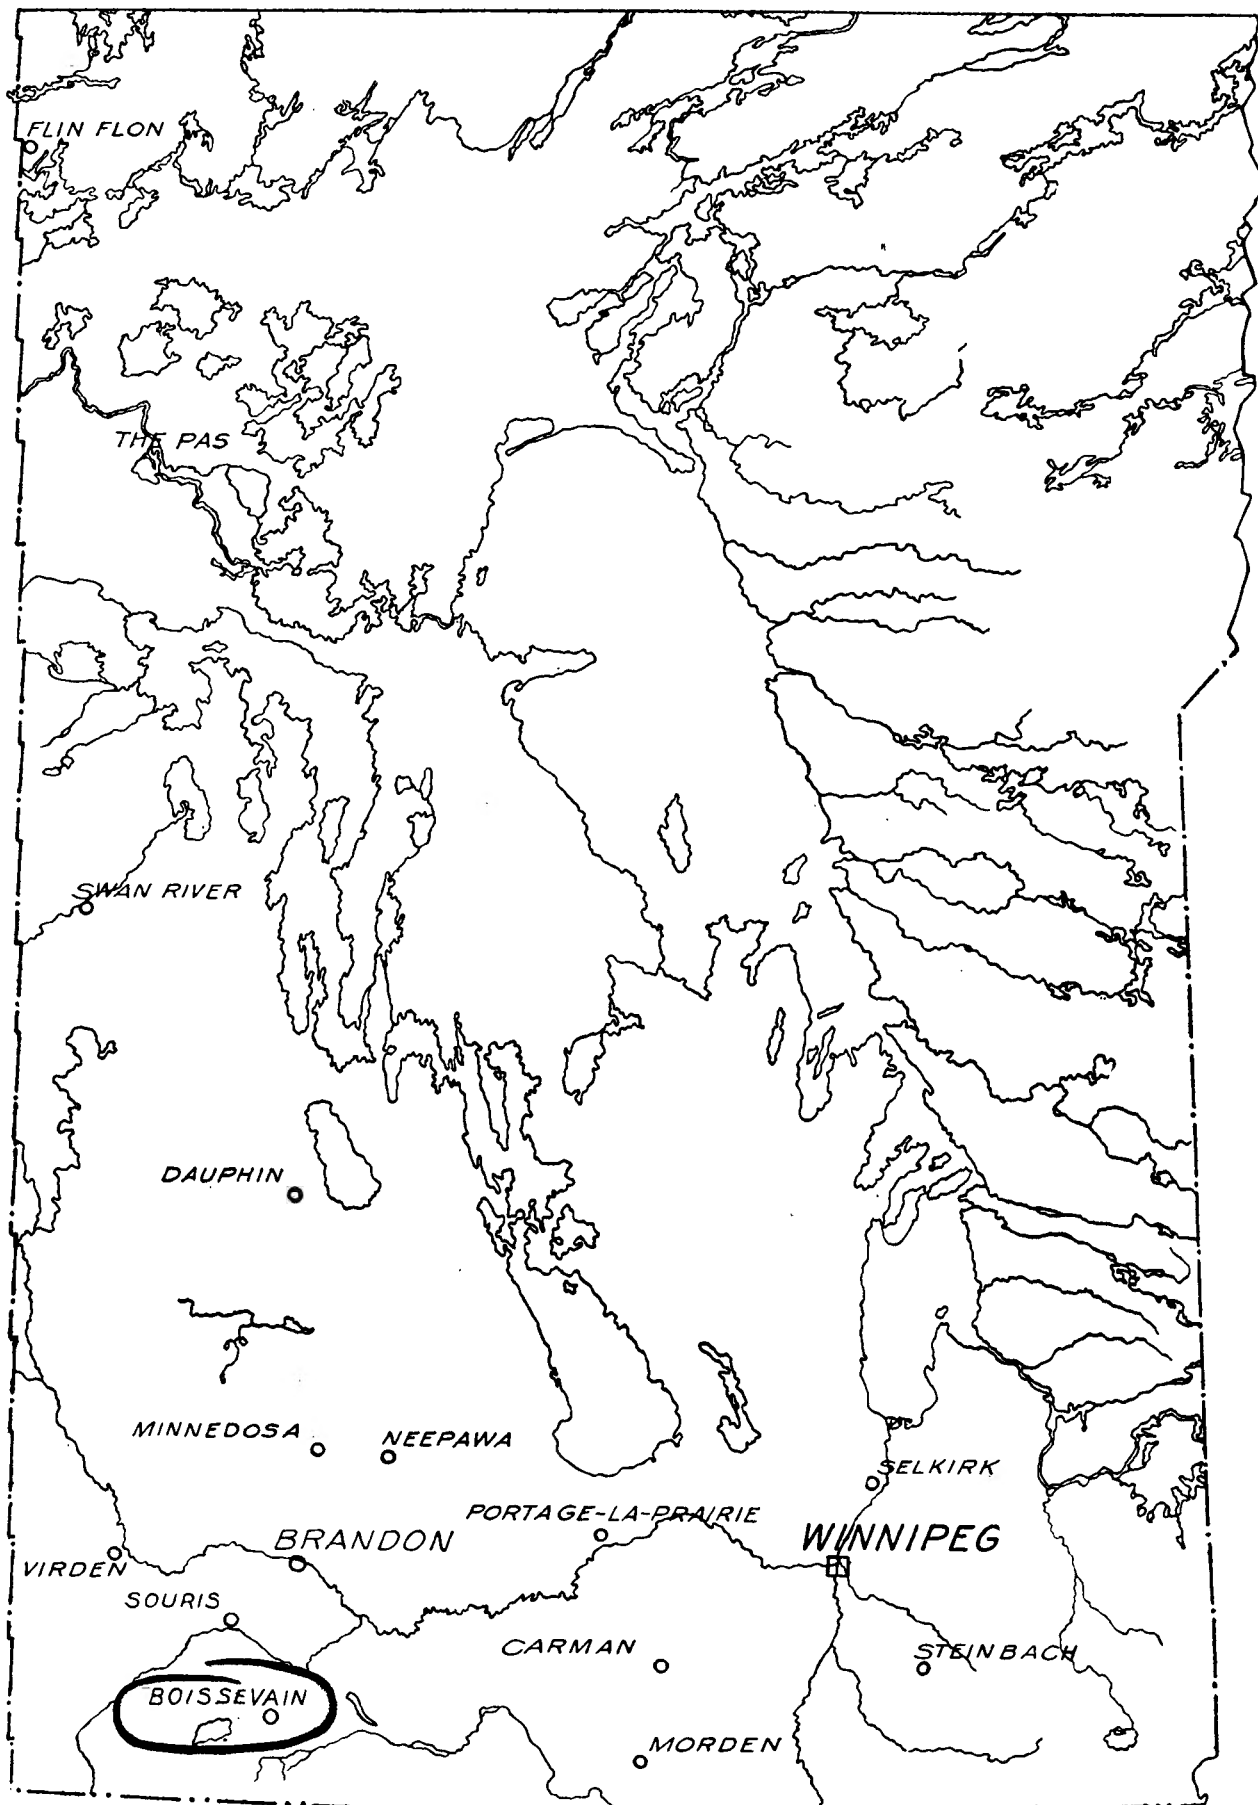 FLIN FLON
THE PAS
SWAN RIVER
DAUPHIN
MINNEDOSA
NEEPAWA
SELKIRK
PORTAGE-LA-PRAIRIE
BRANDON
WINNIPEG
VIRDEN
SOURIS
CARMAN
STEINBACH
BOISSEVAIN
MORDEN